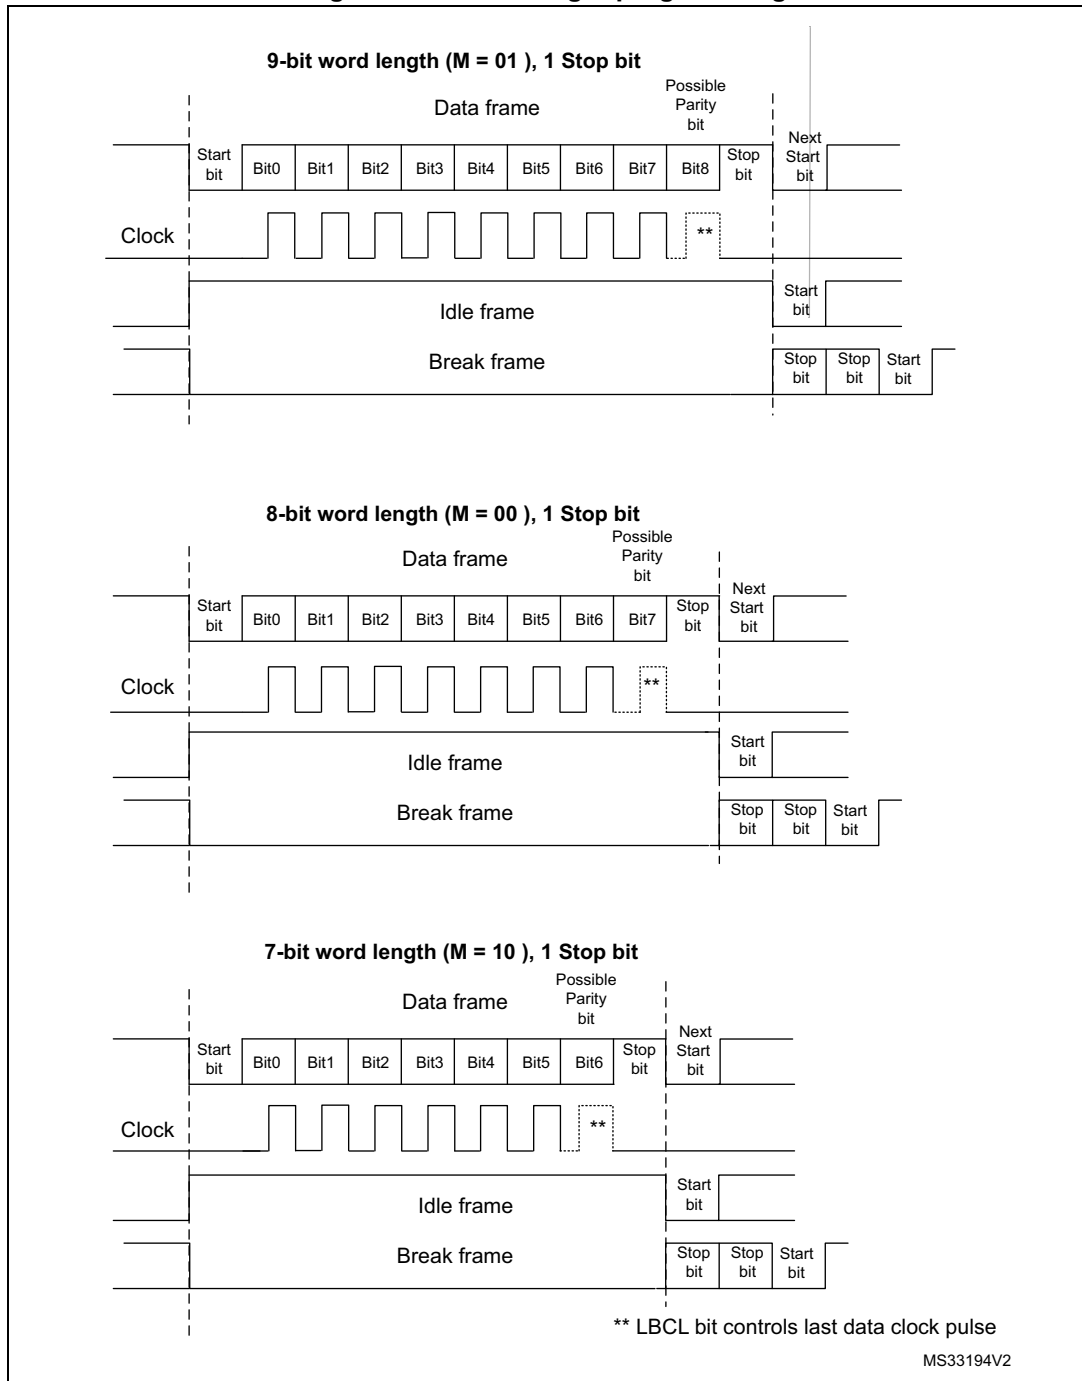 9-bit word length (M = 01 ), 1 Stop bit
Data frame
Possible
Parity
bit
Start
bit
Bit0 Bit1 Bit2 Bit3 Bit4 Bit5 Bit6 Bit7 Bit8
Stop
bit
Next
Start
bit
Clock
**
Idle frame
Start
bit
Break frame
Stop
bit
Stop
bit
Start
bit
8-bit word length (M = 00 ), 1 Stop bit
Data frame
Possible
Parity
bit
Start
bit
Bit0 Bit1 Bit2 Bit3 Bit4 Bit5 Bit6 Bit7
Stop
bit
Next
Start
bit
Clock
**
Idle frame
Start
bit
Break frame
Stop
bit
Stop
bit
Start
bit
7-bit word length (M = 10 ), 1 Stop bit
Data frame
Possible
Parity
bit
Start
bit
Bit0 Bit1 Bit2 Bit3 Bit4 Bit5 Bit6
Stop
bit
Next
Start
bit
Clock
**
Idle frame
Start
bit
Break frame
Stop
bit
Stop
bit
Start
bit
** LBCL bit controls last data clock pulse
MS33194V2